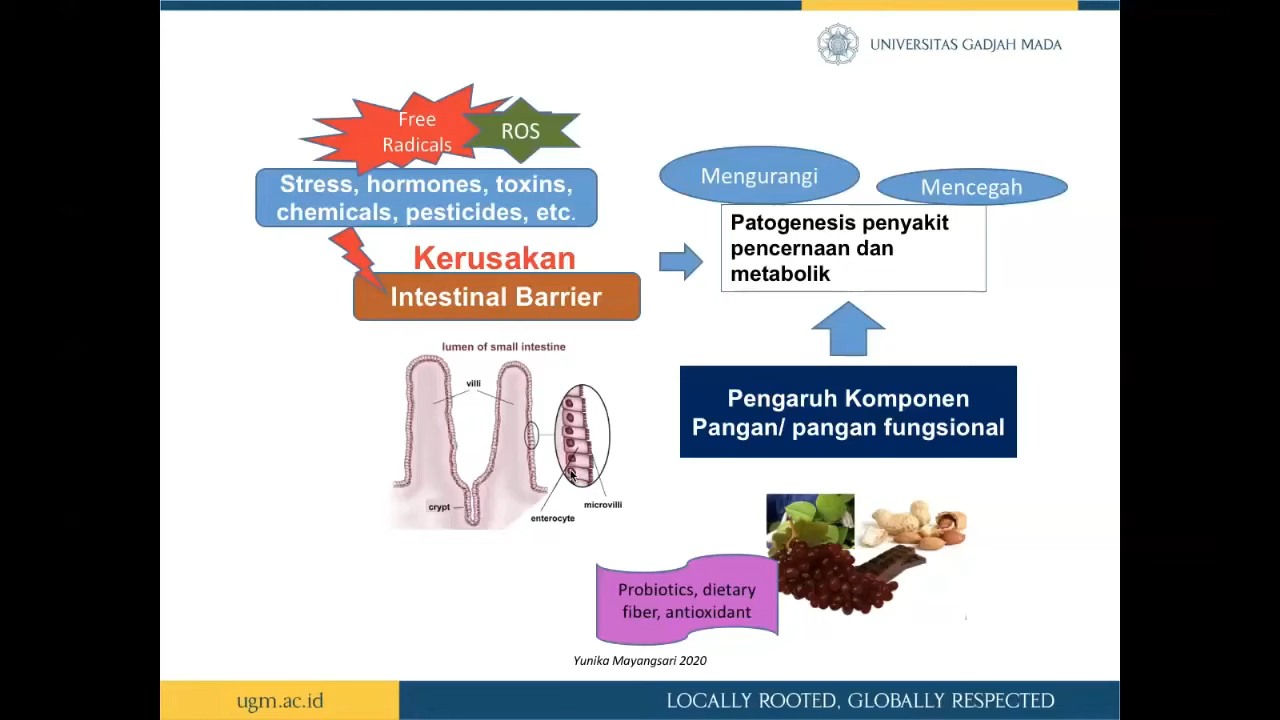 UNIVERSITAS GADJAH MADA
Free
Radicals
ROS
Stress, hormones, toxins,
chemicals, pesticides, etc.
Kerusakan
Intestinal Barrier
Mengurangi
Mencegah
Patogenesis penyakit
pencernaan dan
metabolik
lumen of small intestine
villi
crypt
enterocyte
microvilli
Pengaruh Komponen
Pangan/ pangan fungsional
Probiotics, dietary
fiber, antioxidant
Yunika Mayangsari 2020
ugm.ac.id
LOCALLY ROOTED, GLOBALLY RESPECTED